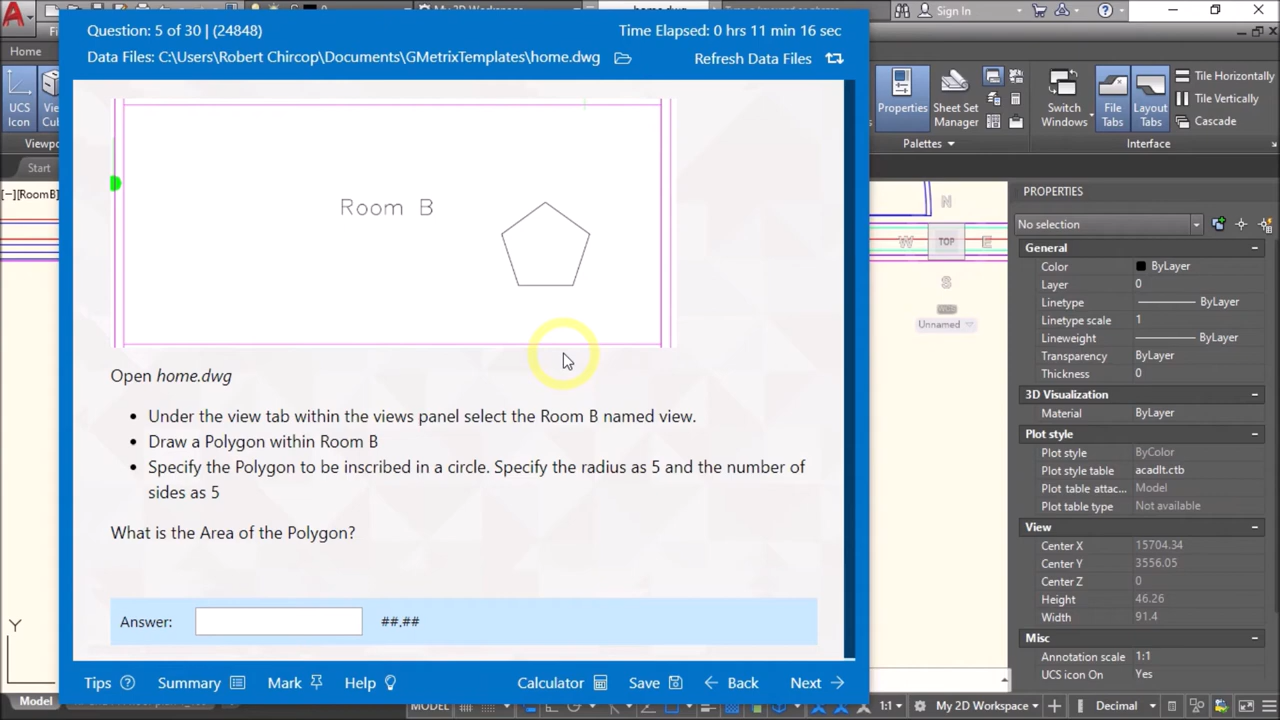 My 3D Workspace
home.dwg
Sign In
Question: 5 of 30 | (24848)
Time Elapsed: 0 hrs 11 min 16 sec
Data Files: C:\Users\Robert Chircop\Documents\GMetrixTemplates\home.dwg
Refresh Data Files
Home
UCS
Icon
Properties
Sheet Set
Manager
Switch
Windows
File
Tabs
Layout
Tabs
Tile Horizontally
Tile Vertically
Cascade
Palettes
Interface
Start
[−][RoomB]
Room B
N
W
TOP
E
S
Unnamed
Open home.dwg
• Under the view tab within the views panel select the Room B named view.
• Draw a Polygon within Room B
• Specify the Polygon to be inscribed in a circle. Specify the radius as 5 and the number of
sides as 5
What is the Area of the Polygon?
Answer:
##.##
Tips
Summary
Mark
Help
Calculator
Save
Back
Next
PROPERTIES
No selection
General
Color ByLayer
Layer 0
Linetype ByLayer
Linetype scale 1
Lineweight ByLayer
Transparency ByLayer
Thickness 0
3D Visualization
Material ByLayer
Plot style
Plot style ByColor
Plot style table acadlt.ctb
Plot table attac... Model
Plot table type Not available
View
Center X 15704.34
Center Y 3556.05
Center Z 0
Height 46.26
Width 91.4
Misc
Annotation scale 1:1
UCS icon On Yes
Y
Model
MODEL
1:1
My 2D Workspace
Decimal